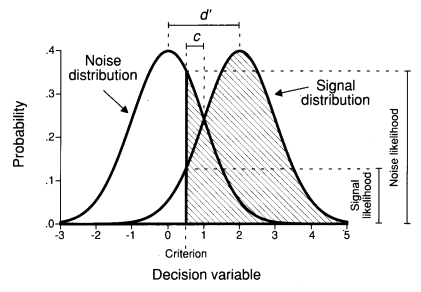 d'
c
.4
.3
.2
.1
.0
Probability
Noise
distribution
Signal
distribution
Noise likelihood
Signal
likelihood
-3 -2 -1 0 1 2 3 4 5
Criterion
Decision variable